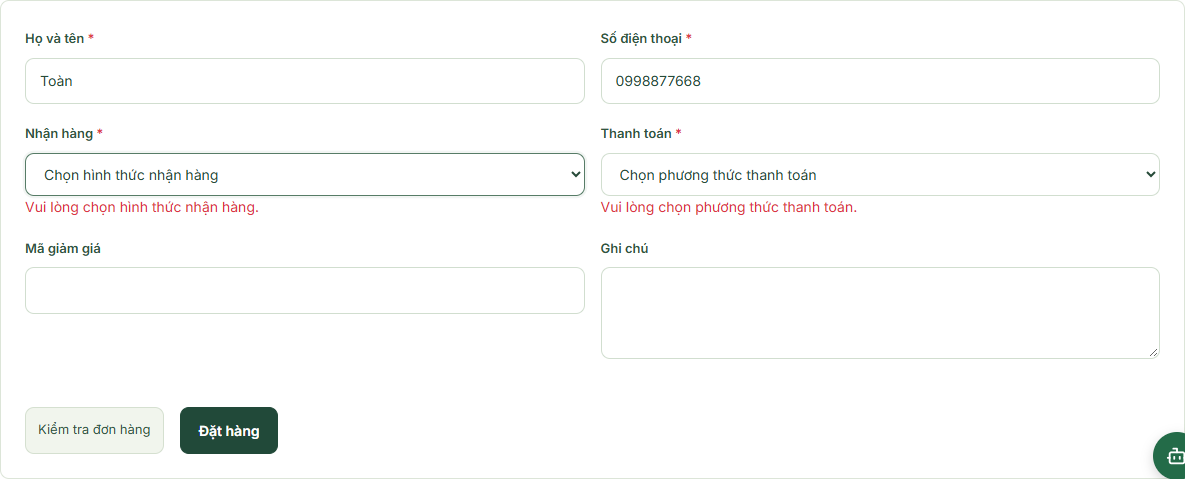 Họ và tên *
Số điện thoại *
Toàn
0998877668
Nhận hàng *
Thanh toán *
Chọn hình thức nhận hàng
Chọn phương thức thanh toán
Vui lòng chọn hình thức nhận hàng.
Vui lòng chọn phương thức thanh toán.
Mã giảm giá
Ghi chú
Kiểm tra đơn hàng
Đặt hàng